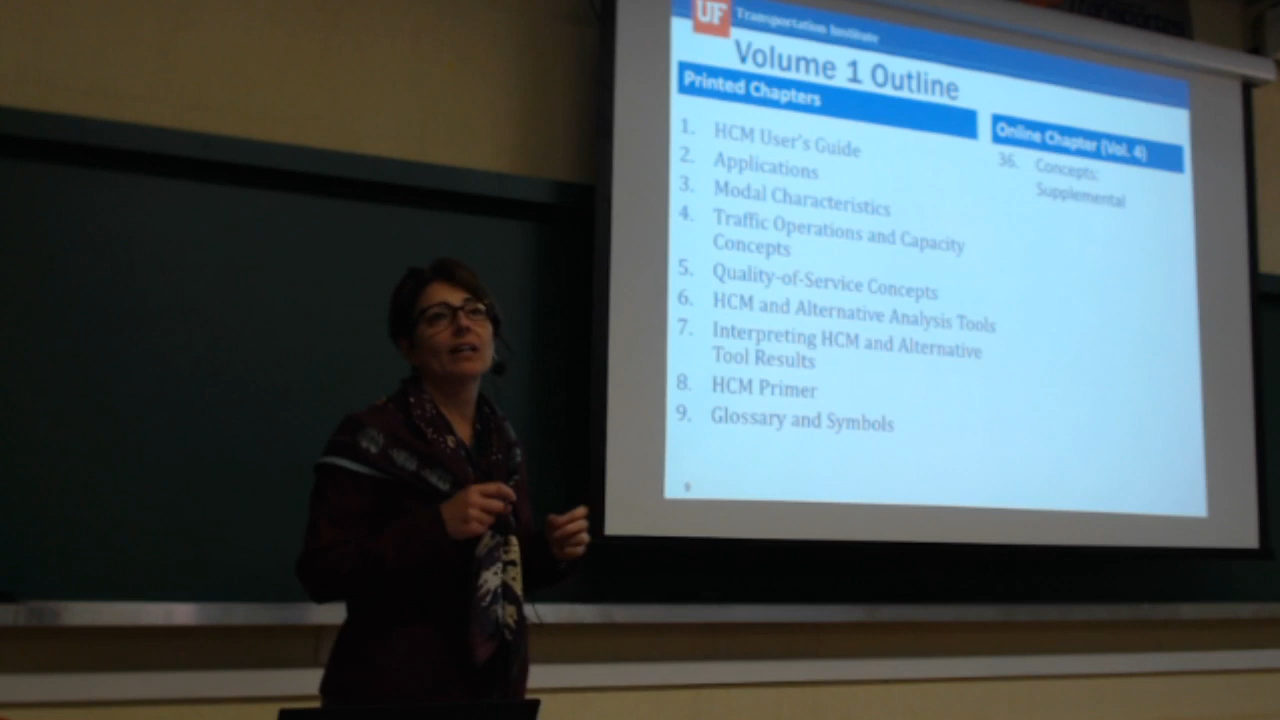 UF Transportation Institute
Volume 1 Outline
Printed Chapters
1. HCM User's Guide
2. Applications
3. Modal Characteristics
4. Traffic Operations and Capacity
Concepts
5. Quality-of-Service Concepts
6. HCM and Alternative Analysis Tools
7. Interpreting HCM and Alternative
Tool Results
8. HCM Primer
9. Glossary and Symbols
Online Chapter (Vol. 4)
36. Concepts:
Supplemental
9